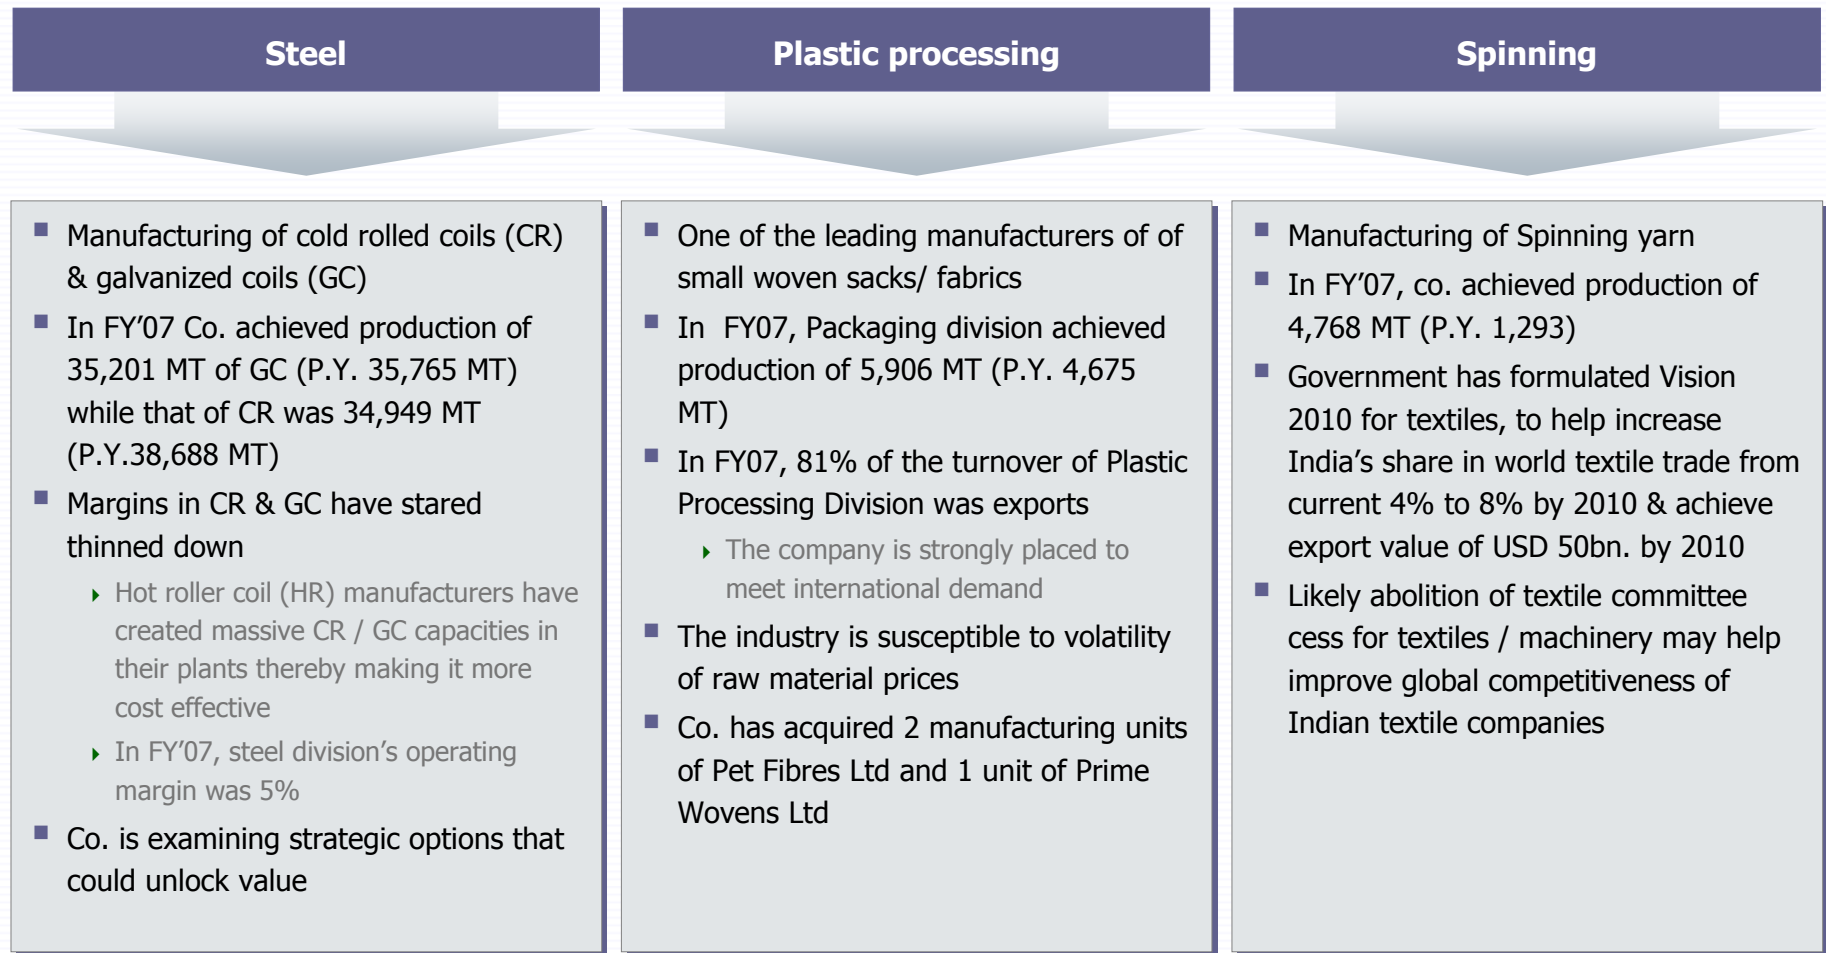 Steel
Manufacturing of cold rolled coils (CR)
& galvanized coils (GC)
In FY'07 Co. achieved production of
35,201 MT of GC (P.Y. 35,765 MT)
while that of CR was 34,949 MT
(P.Y.38,688 MT)
Margins in CR & GC have stared
thinned down
Hot roller coil (HR) manufacturers have
created massive CR / GC capacities in
their plants thereby making it more
cost effective
In FY'07, steel division's operating
margin was 5%
Co. is examining strategic options that
could unlock value
Plastic processing
One of the leading manufacturers of of
small woven sacks/ fabrics
In  FY07, Packaging division achieved
production of 5,906 MT (P.Y. 4,675
MT)
In FY07, 81% of the turnover of Plastic
Processing Division was exports
The company is strongly placed to
meet international demand
The industry is susceptible to volatility
of raw material prices
Co. has acquired 2 manufacturing units
of Pet Fibres Ltd and 1 unit of Prime
Wovens Ltd
Spinning
Manufacturing of Spinning yarn
In FY'07, co. achieved production of
4,768 MT (P.Y. 1,293)
Government has formulated Vision
2010 for textiles, to help increase
India's share in world textile trade from
current 4% to 8% by 2010 & achieve
export value of USD 50bn. by 2010
Likely abolition of textile committee
cess for textiles / machinery may help
improve global competitiveness of
Indian textile companies